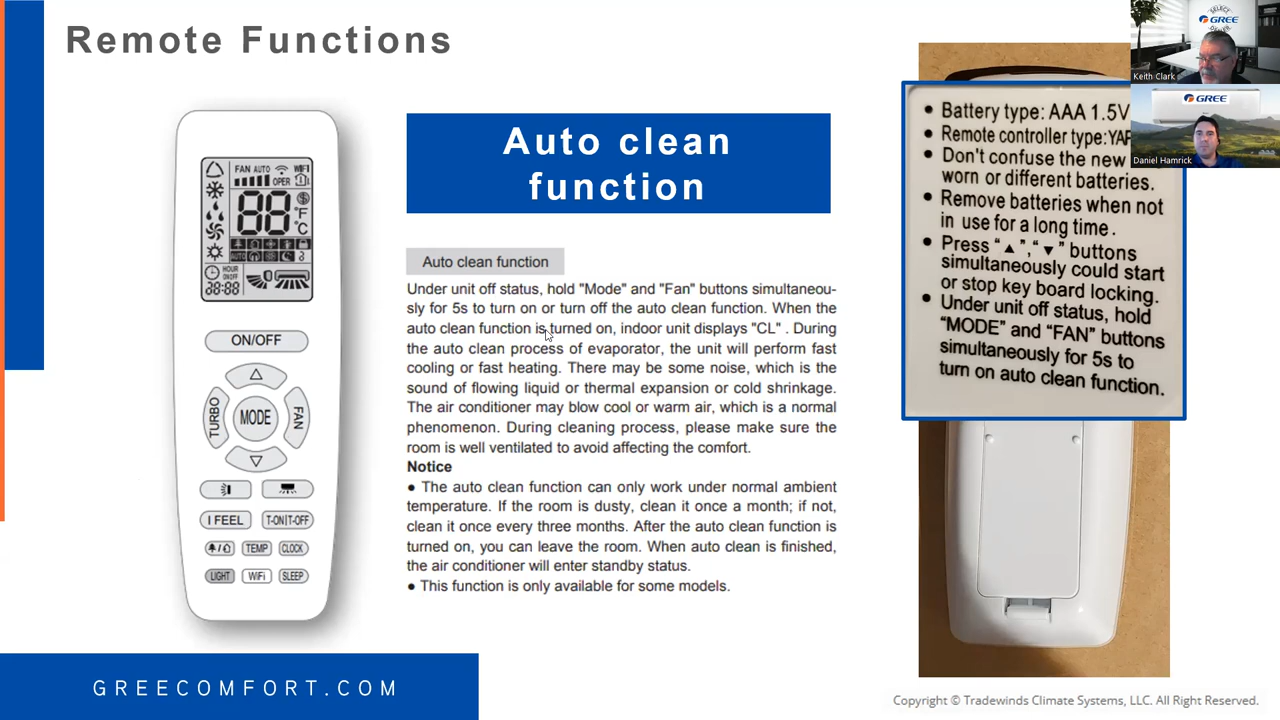 Remote Functions
SELECT
GREE
DEALER
Keith Clark
GREE
Daniel Hamrick
FAN AUTO WIFI
OPER
88
°F
°C
AUTO
HOUR
ON/OFF
88:88
ON/OFF
TURBO
MODE
FAN
I FEEL
T-ON T-OFF
TEMP
CLOCK
LIGHT
WiFi
SLEEP
Auto clean
function
Auto clean function
Under unit off status, hold "Mode" and "Fan" buttons simultaneou-
sly for 5s to turn on or turn off the auto clean function. When the
auto clean function is turned on, indoor unit displays "CL" . During
the auto clean process of evaporator, the unit will perform fast
cooling or fast heating. There may be some noise, which is the
sound of flowing liquid or thermal expansion or cold shrinkage.
The air conditioner may blow cool or warm air, which is a normal
phenomenon. During cleaning process, please make sure the
room is well ventilated to avoid affecting the comfort.
Notice
● The auto clean function can only work under normal ambient
temperature. If the room is dusty, clean it once a month; if not,
clean it once every three months. After the auto clean function is
turned on, you can leave the room. When auto clean is finished,
the air conditioner will enter standby status.
● This function is only available for some models.
• Battery type: AAA 1.5V
• Remote controller type:YAP
• Don't confuse the new
worn or different batteries.
• Remove batteries when not
in use for a long time.
• Press "▲","▼" buttons
simultaneously could start
or stop key board locking.
• Under unit off status, hold
"MODE" and "FAN" buttons
simultaneously for 5s to
turn on auto clean function.
GREECOMFORT.COM
Copyright © Tradewinds Climate Systems, LLC. All Right Reserved.